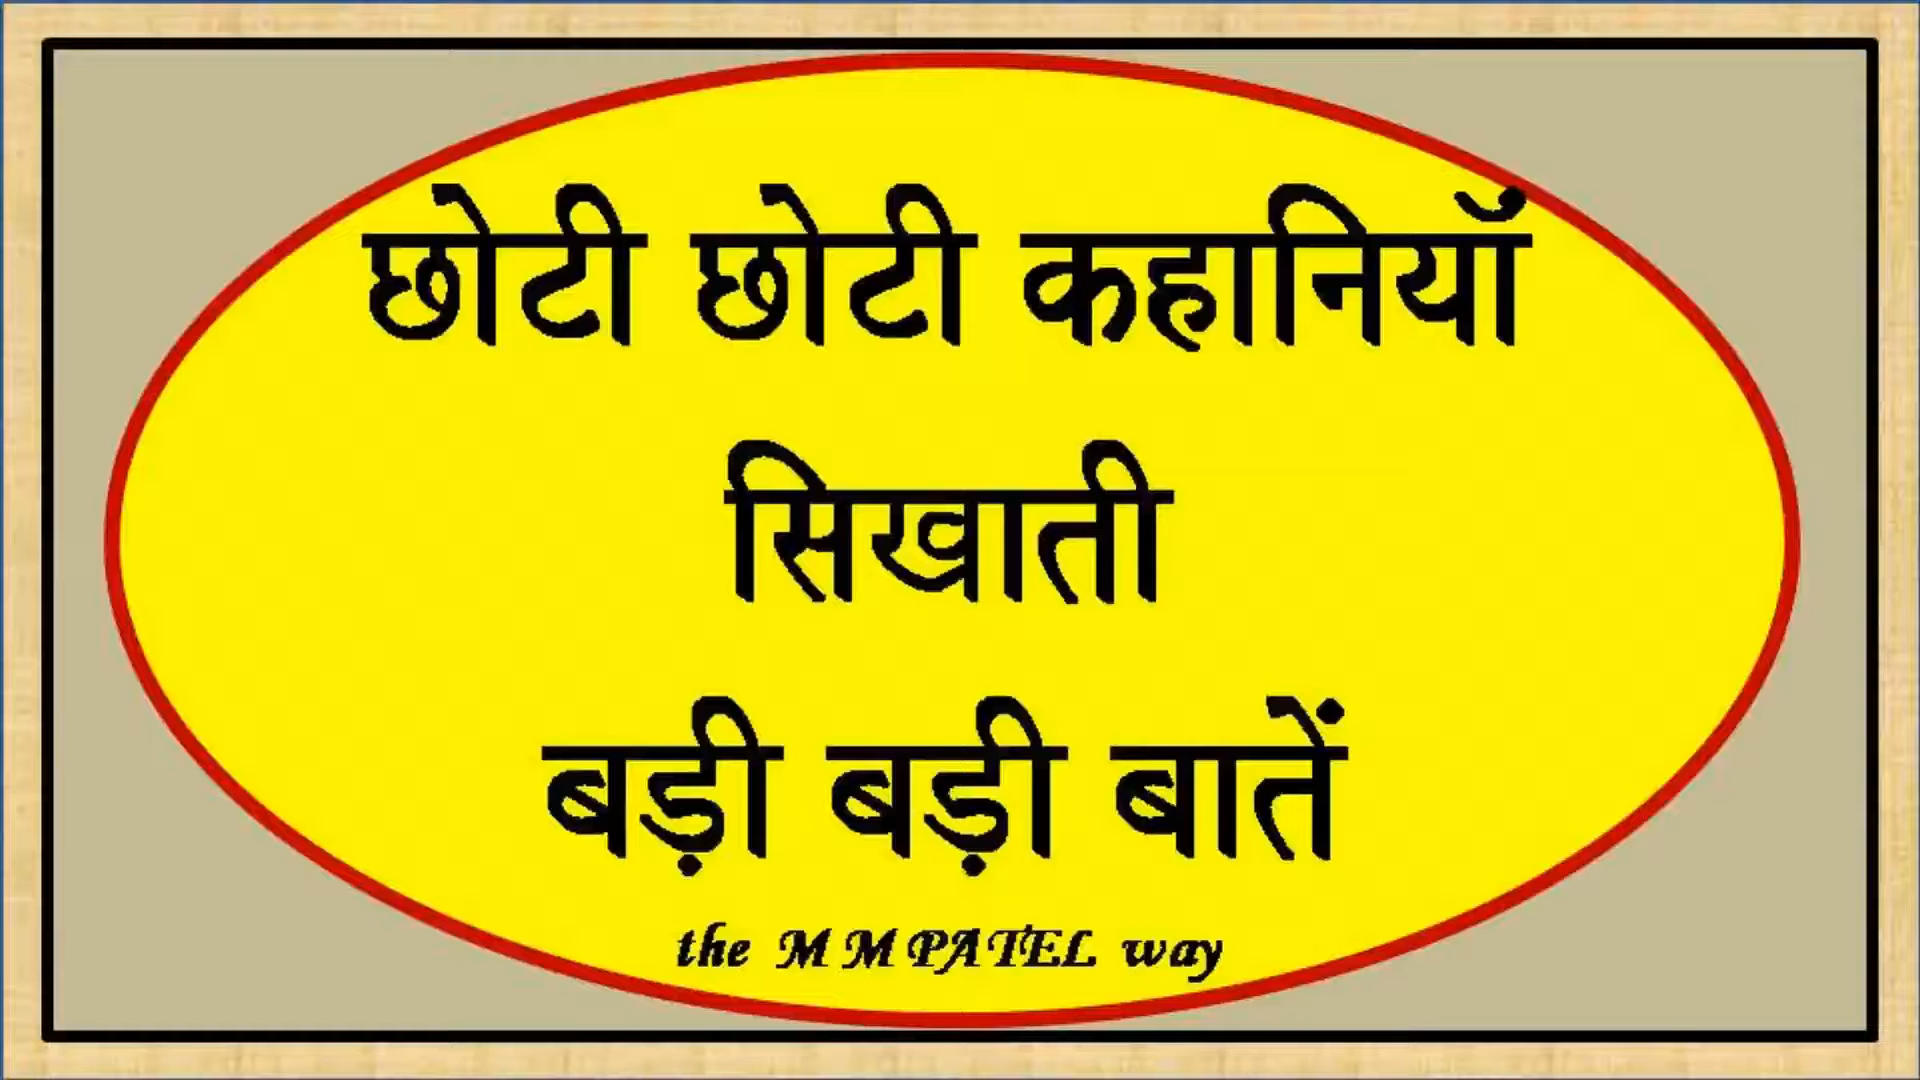 छोटी छोटी कहानियाँ
सिखाती
बड़ी बड़ी बातें
the M M PATEL way